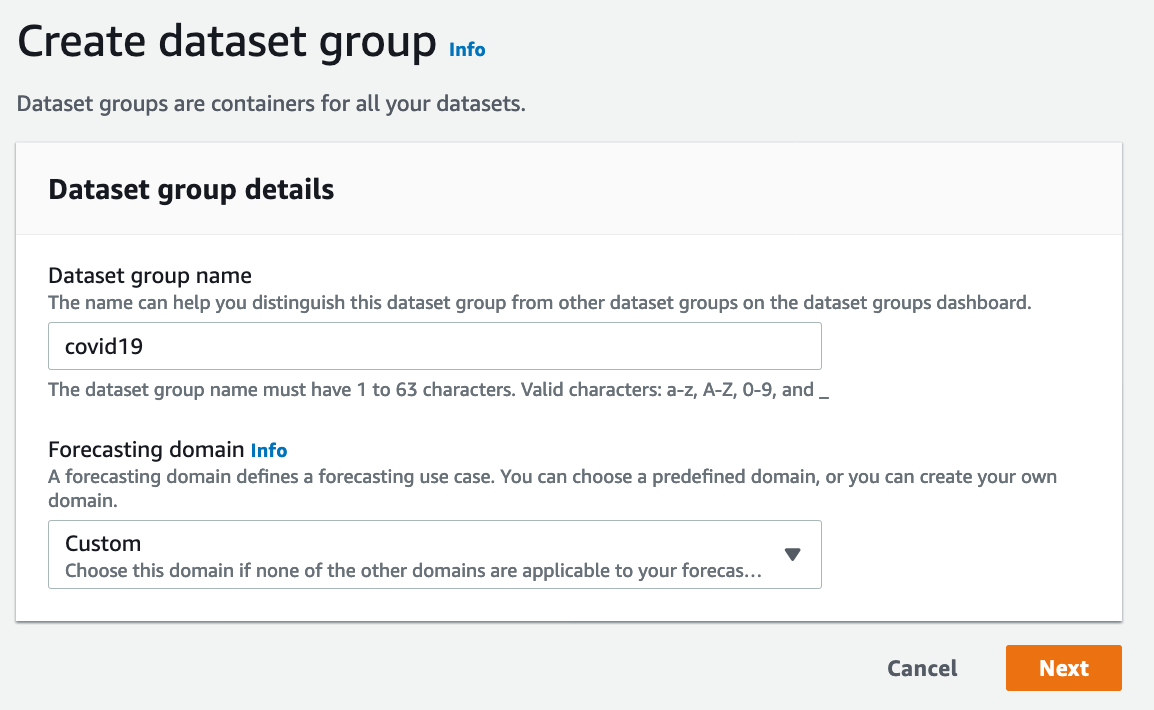 Create dataset group Info
Dataset groups are containers for all your datasets.
Dataset group details
Dataset group name
The name can help you distinguish this dataset group from other dataset groups on the dataset groups dashboard.
covid19
The dataset group name must have 1 to 63 characters. Valid characters: a-z, A-Z, 0-9, and _
Forecasting domain Info
A forecasting domain defines a forecasting use case. You can choose a predefined domain, or you can create your own
domain.
Custom
Choose this domain if none of the other domains are applicable to your forecas...
Cancel Next